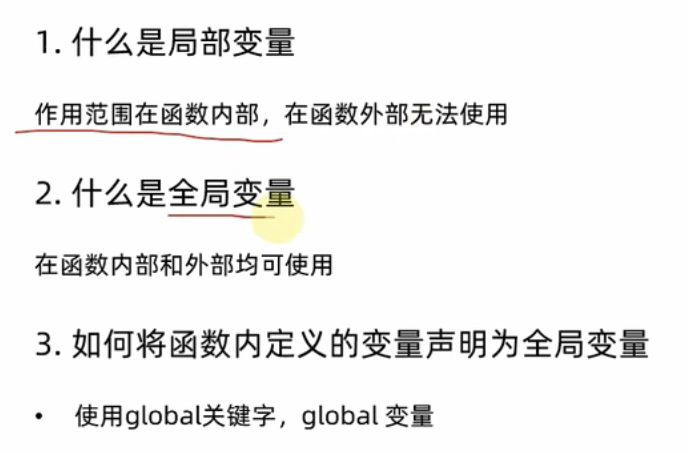 1. 什么是局部变量
作用范围在函数内部，在函数外部无法使用
2. 什么是全局变量
在函数内部和外部均可使用
3. 如何将函数内定义的变量声明为全局变量
• 使用global关键字，global 变量